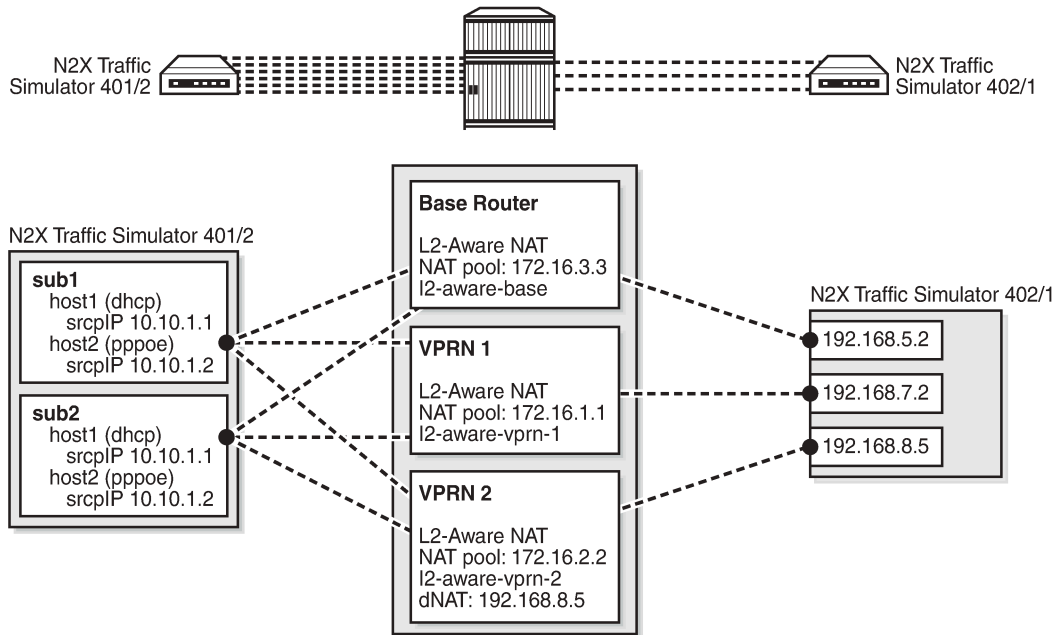 N2X Traffic
Simulator 401/2
N2X Traffic
Simulator 402/1
N2X Traffic Simulator 401/2
sub1
host1 (dhcp)
srcpIP 10.10.1.1
host2 (pppoe)
srcpIP 10.10.1.2
sub2
host1 (dhcp)
srcpIP 10.10.1.1
host2 (pppoe)
srcpIP 10.10.1.2
Base Router
L2-Aware NAT
NAT pool: 172.16.3.3
l2-aware-base
VPRN 1
L2-Aware NAT
NAT pool: 172.16.1.1
l2-aware-vprn-1
VPRN 2
L2-Aware NAT
NAT pool: 172.16.2.2
l2-aware-vprn-2
dNAT: 192.168.8.5
N2X Traffic Simulator 402/1
192.168.5.2
192.168.7.2
192.168.8.5